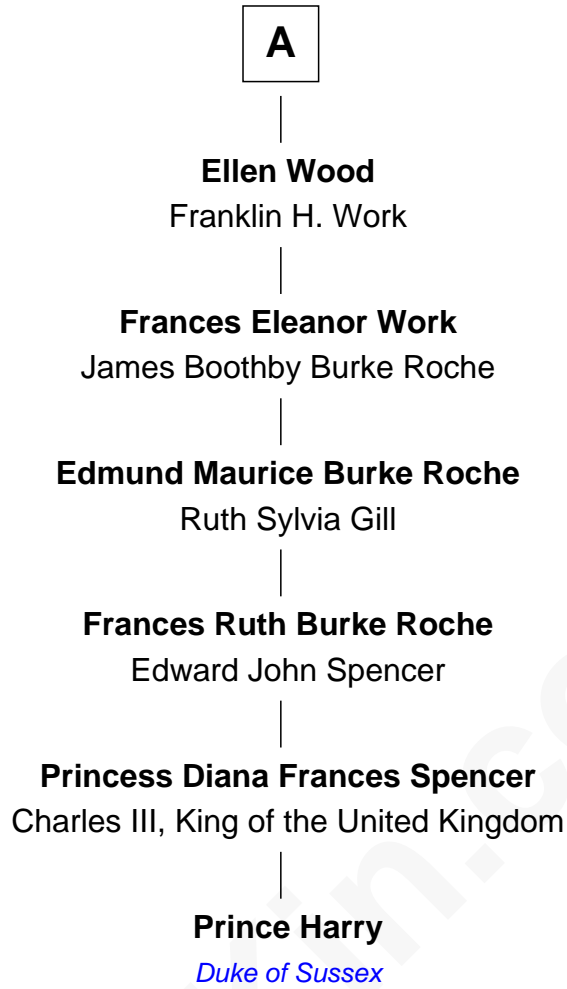 A
Ellen Wood
Franklin H. Work
Frances Eleanor Work
James Boothby Burke Roche
Edmund Maurice Burke Roche
Ruth Sylvia Gill
Frances Ruth Burke Roche
Edward John Spencer
Princess Diana Frances Spencer
Charles III, King of the United Kingdom
Prince Harry
Duke of Sussex